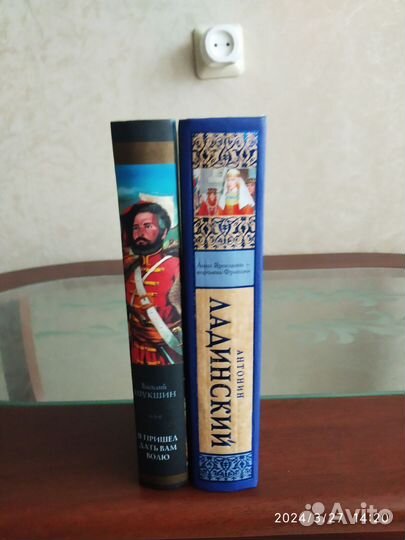 Василий
ШУКШИН
Я ПРИШЕЛ
ДАТЬ ВАМ
ВОЛЮ
Анна Ярославна –
королева Франции
АНТОНИН
ЛАДИНСКИЙ
2024/3/27 14:20
Avito